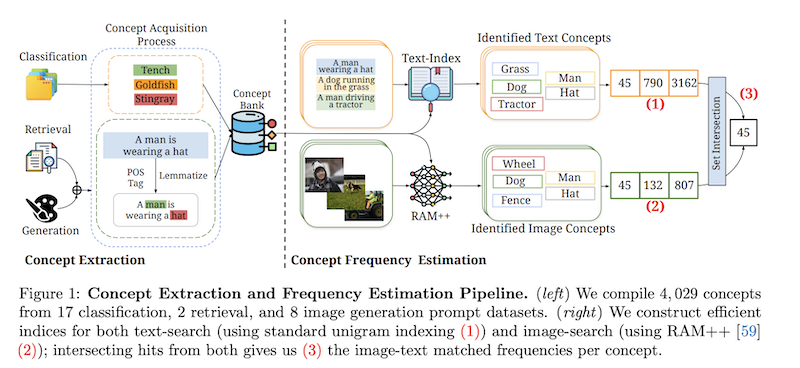 Concept Acquisition
Process
Classification
Tench
Goldfish
Stingray
Retrieval
A man is
wearing a hat
POS
Tag
Lemmatize
A man is
wearing a hat
Generation
Concept
Bank
Concept Extraction
A man
wearing a hat
A dog running
in the grass
A man driving
a tractor
Text-Index
Identified Text Concepts
Grass
Dog
Tractor
Man
Hat
45 790 3162
(1)
RAM++
Wheel
Dog
Fence
Man
Hat
Identified Image Concepts
45 132 807
(2)
Set Intersection
(3)
45
Concept Frequency Estimation
Figure 1: Concept Extraction and Frequency Estimation Pipeline. (left) We compile 4,029 concepts
from 17 classification, 2 retrieval, and 8 image generation prompt datasets. (right) We construct efficient
indices for both text-search (using standard unigram indexing (1)) and image-search (using RAM++ [59]
(2)); intersecting hits from both gives us (3) the image-text matched frequencies per concept.